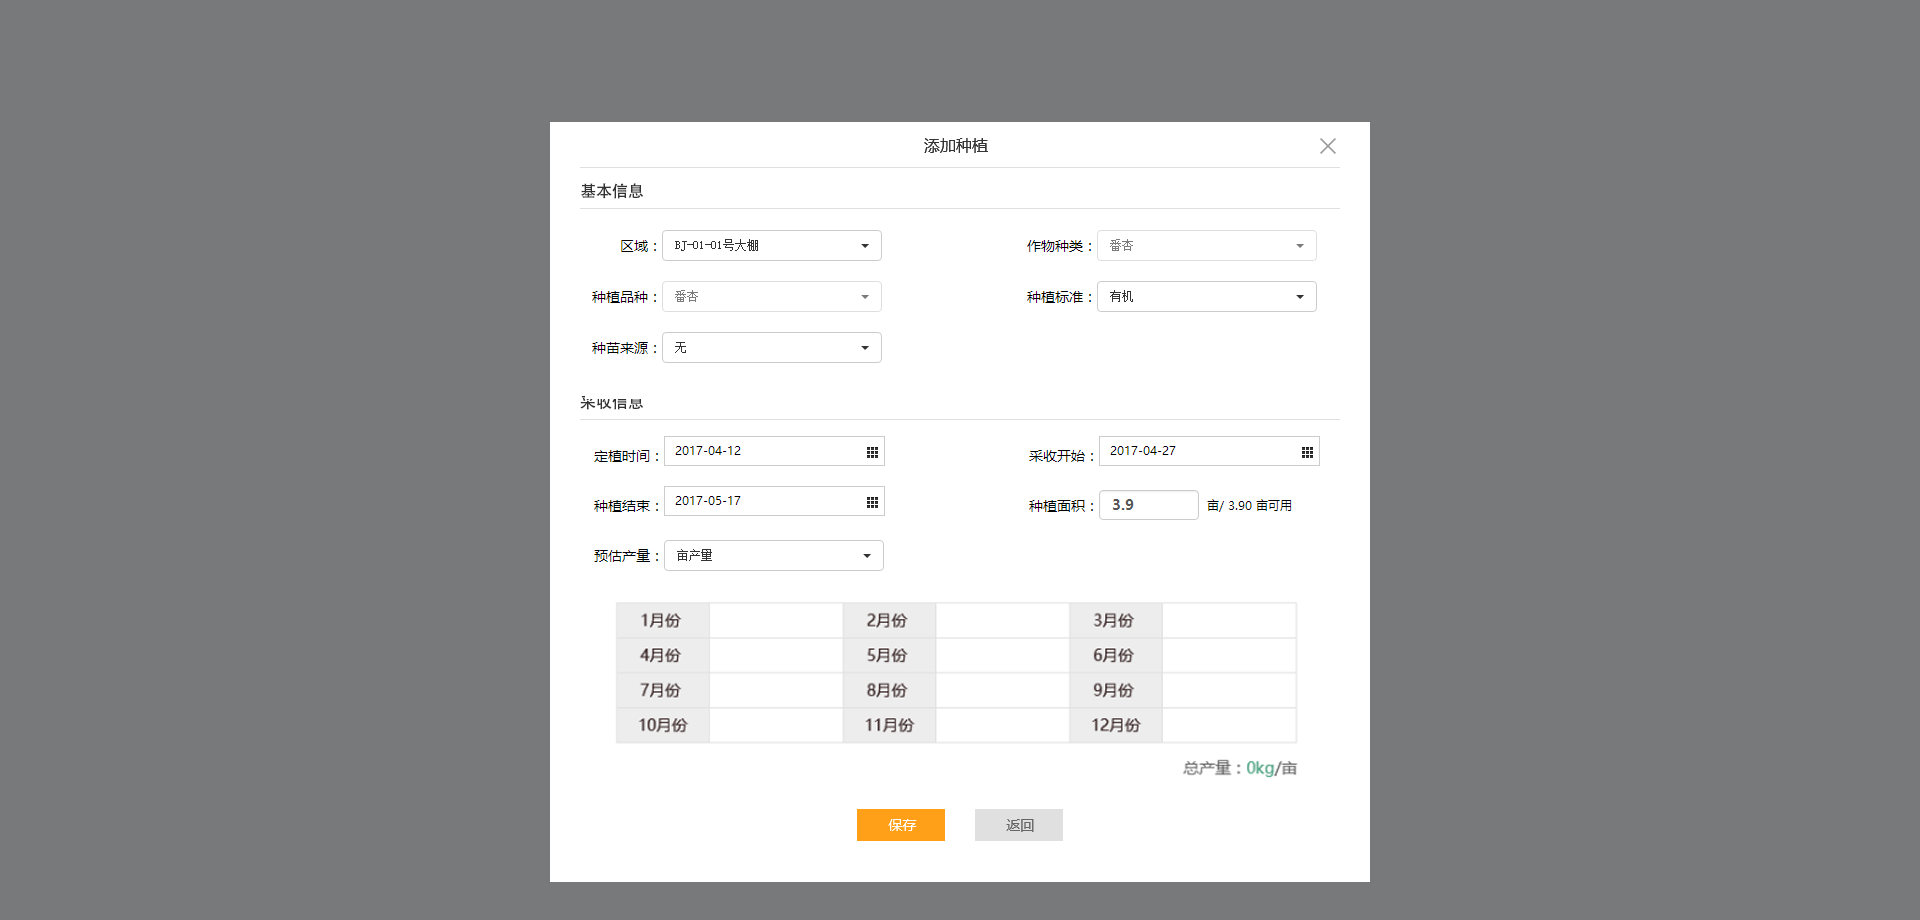 添加种植
基本信息
区域：BJ-01-01号大棚 作物种类：番杏
种植品种：番杏 种植标准：有机
种苗来源：无
采收信息
定植时间：2017-04-12 采收开始：2017-04-27
种植结束：2017-05-17 种植面积：3.9 亩/ 3.90 亩可用
预估产量：亩产量
1月份 2月份 3月份
4月份 5月份 6月份
7月份 8月份 9月份
10月份 11月份 12月份
总产量：0kg/亩
保存 返回